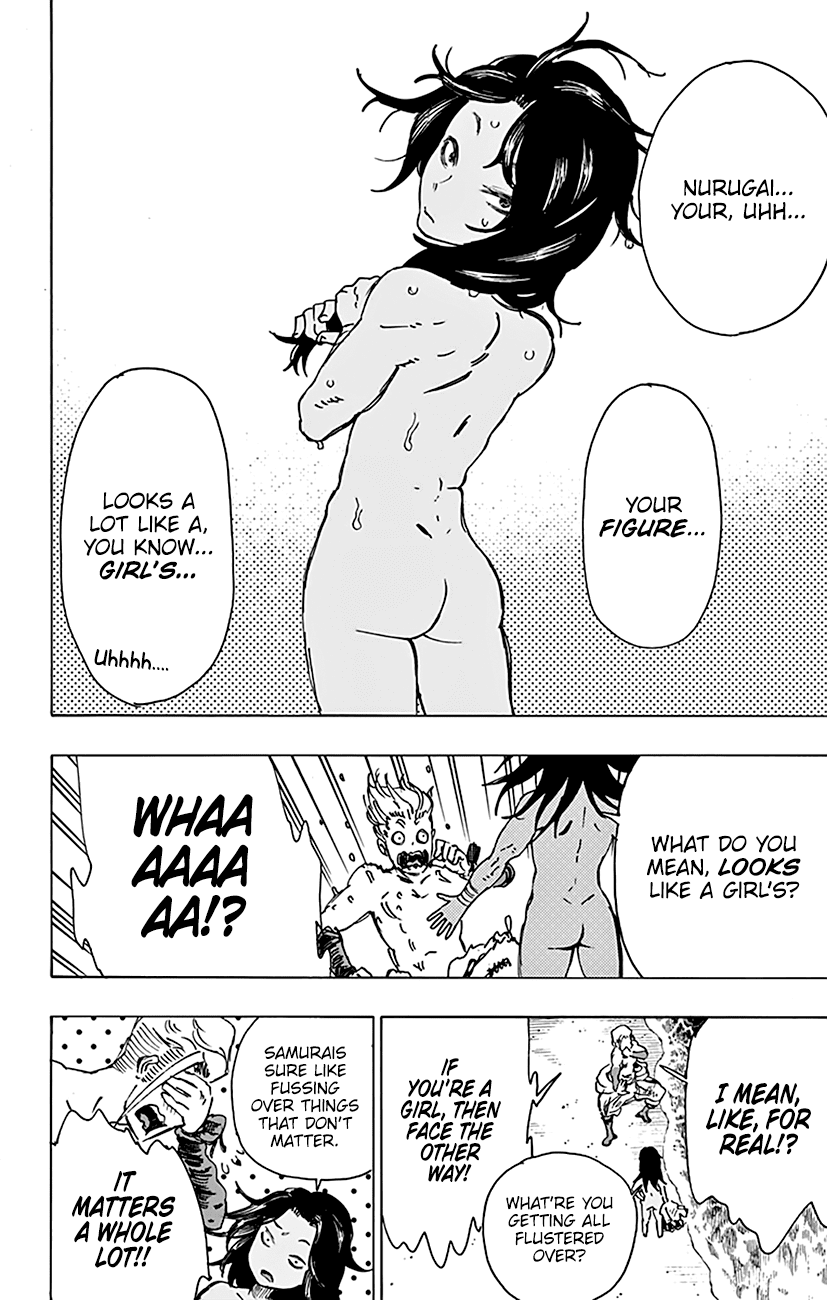 NURUGAI...
YOUR, UHH...
YOUR
FIGURE...
LOOKS A
LOT LIKE A,
YOU KNOW...
GIRL'S...
Uhhhh....
WHAT DO YOU
MEAN, LOOKS
LIKE A GIRL'S?
WHAA
AAAA
AA!?
I MEAN,
LIKE, FOR
REAL!?
IF
YOU'RE A
GIRL, THEN
FACE THE
OTHER
WAY!
WHAT'RE YOU
GETTING ALL
FLUSTERED
OVER?
SAMURAIS
SURE LIKE
FUSSING
OVER THINGS
THAT DON'T
MATTER.
IT
MATTERS
A WHOLE
LOT!!